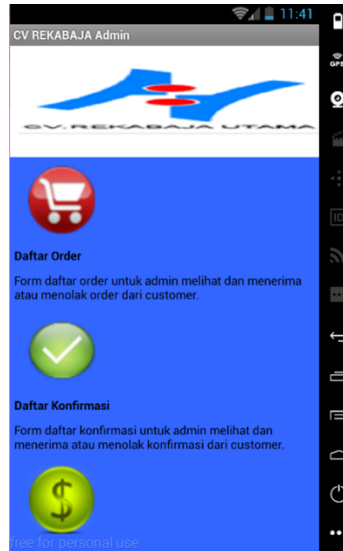 11:41
CV REKABAJA Admin
CV.REKABAJA UTAMA
Daftar Order
Form daftar order untuk admin melihat dan menerima
atau menolak order dari customer.
Daftar Konfirmasi
Form daftar konfirmasi untuk admin melihat dan
menerima atau menolak konfirmasi dari customer.
$
free for personal use
GPS
ID